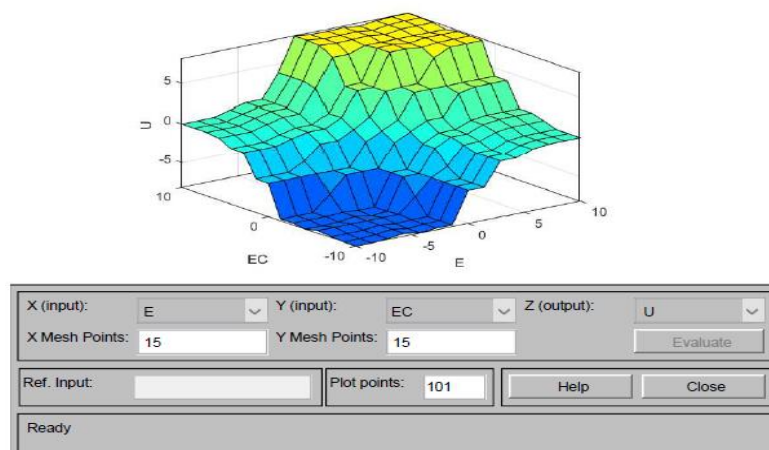 5
0
-5
U
10
0
-10
EC
-10
-5
0
5
10
E
X (input): E Y (input): EC Z (output): U
X Mesh Points: 15 Y Mesh Points: 15 Evaluate
Ref. Input: Plot points: 101 Help Close
Ready